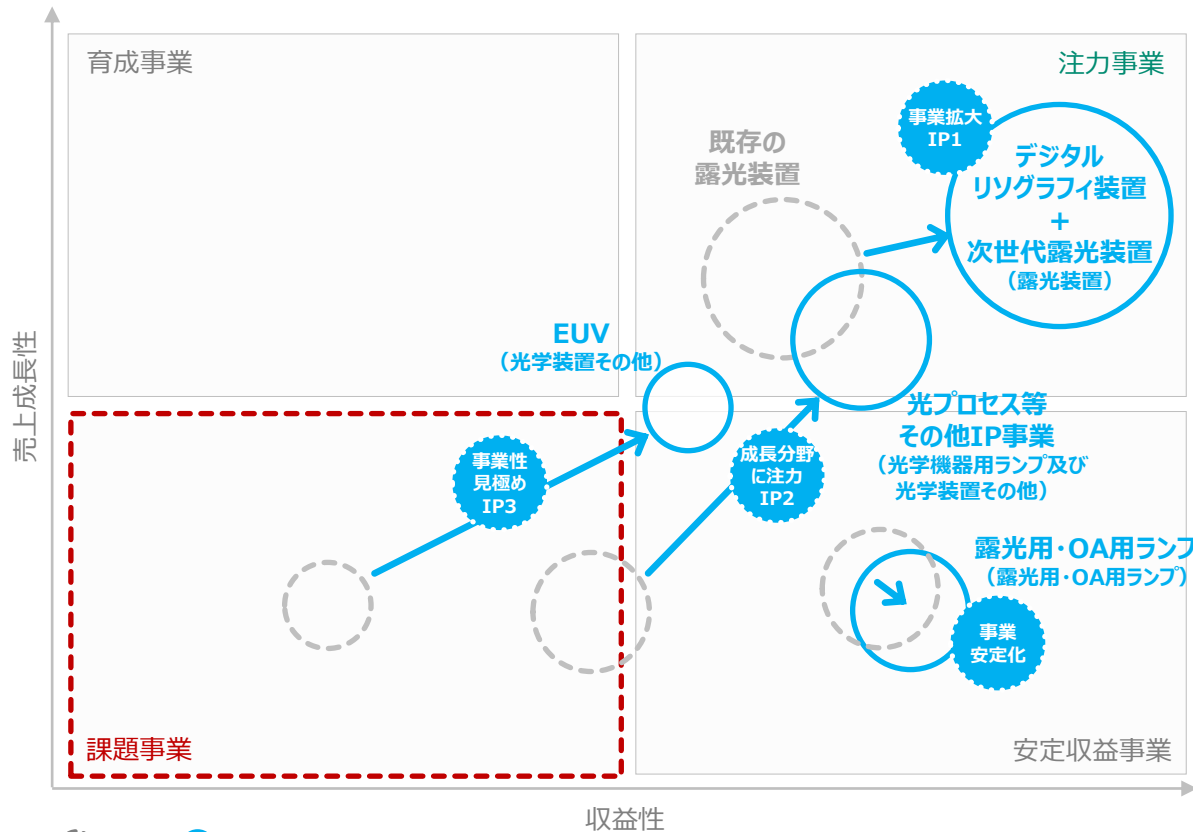 育成事業
注力事業
事業拡大
IP1
既存の
露光装置
デジタル
リソグラフィ装置
+
次世代露光装置
（露光装置）
EUV
（光学装置その他）
売上成長性
光プロセス等
その他IP事業
（光学機器用ランプ及び
光学装置その他）
事業性
見極め
IP3
成長分野
に注力
IP2
露光用・OA用ランプ
（露光用・OA用ランプ）
事業
安定化
課題事業
安定収益事業
収益性